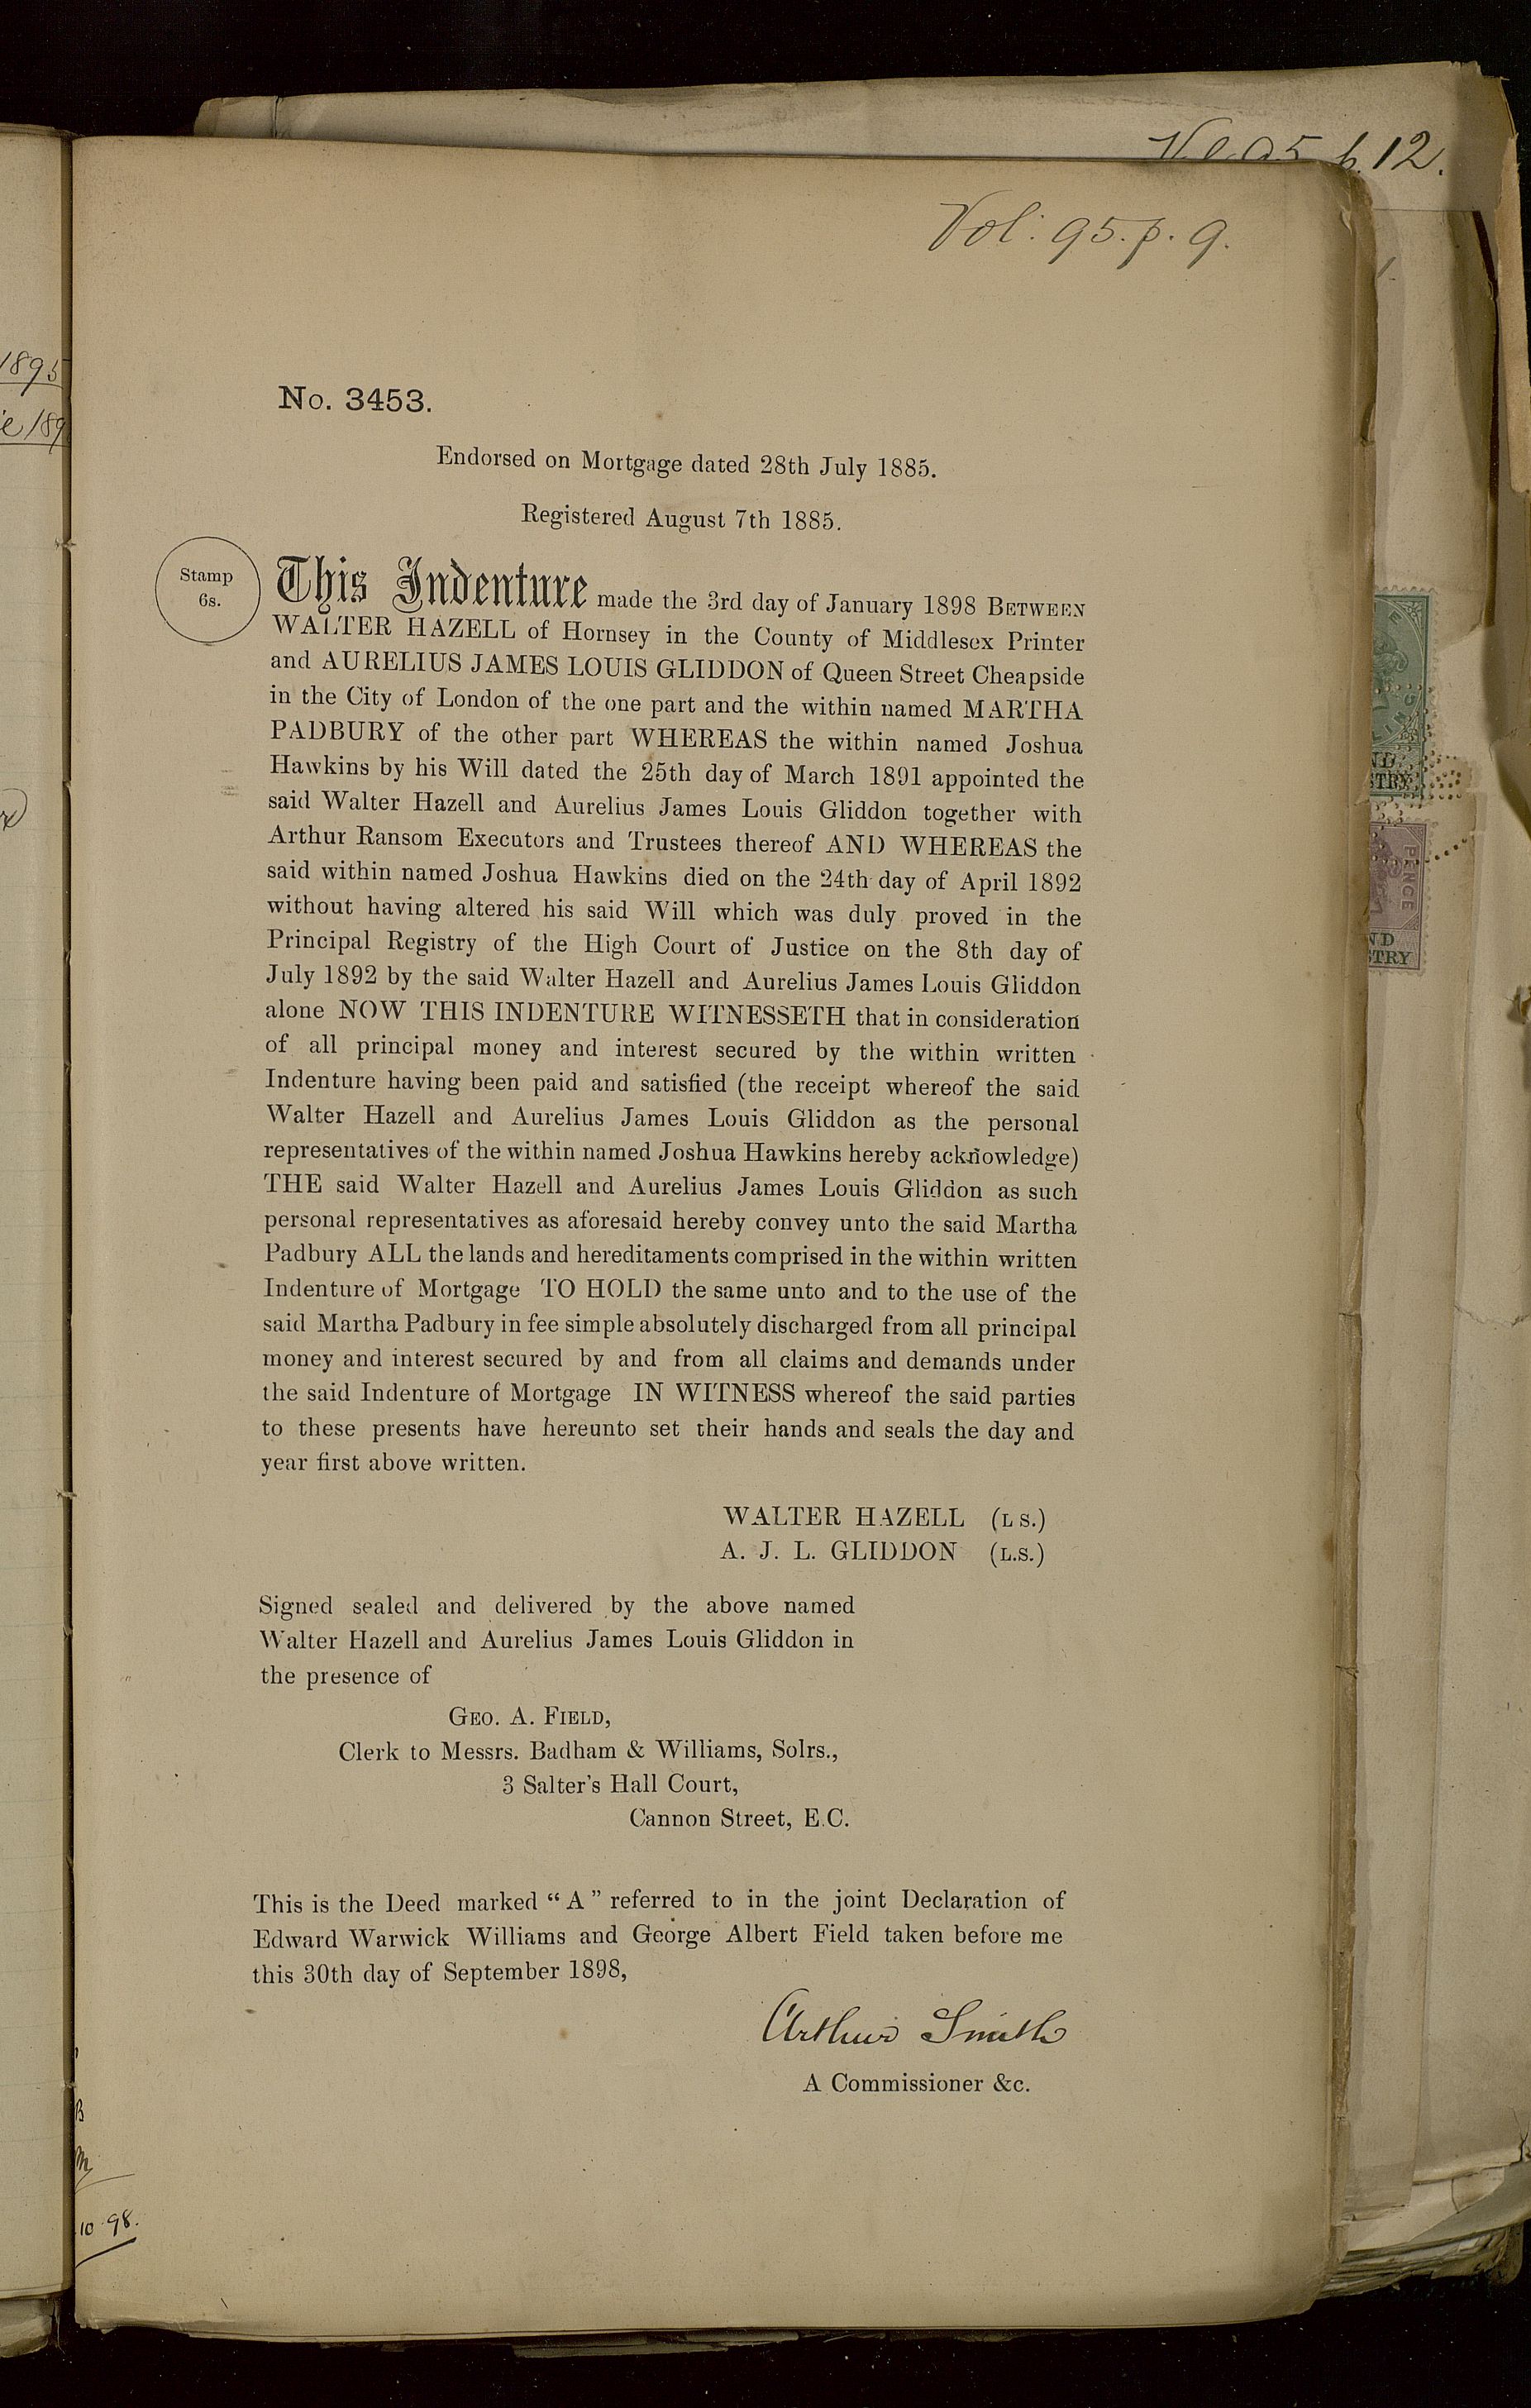 p. 12.
Vol: 95. p. 9.
1895
189
No. 3453.
Endorsed on Mortgage dated 28th July 1885.
Registered August 7th 1885.
Stamp
6s.
This Indenture made the 3rd day of January 1898 BETWEEN
WALTER HAZELL of Hornsey in the County of Middlesex Printer
and AURELIUS JAMES LOUIS GLIDDON of Queen Street Cheapside
in the City of London of the one part and the within named MARTHA
PADBURY of the other part WHEREAS the within named Joshua
Hawkins by his Will dated the 25th day of March 1891 appointed the
said Walter Hazell and Aurelius James Louis Gliddon together with
Arthur Ransom Executors and Trustees thereof AND WHEREAS the
said within named Joshua Hawkins died on the 24th day of April 1892
without having altered his said Will which was duly proved in the
Principal Registry of the High Court of Justice on the 8th day of
July 1892 by the said Walter Hazell and Aurelius James Louis Gliddon
alone NOW THIS INDENTURE WITNESSETH that in consideration
of all principal money and interest secured by the within written
Indenture having been paid and satisfied (the receipt whereof the said
Walter Hazell and Aurelius James Louis Gliddon as the personal
representatives of the within named Joshua Hawkins hereby acknowledge)
THE said Walter Hazell and Aurelius James Louis Gliddon as such
personal representatives as aforesaid hereby convey unto the said Martha
Padbury ALL the lands and hereditaments comprised in the within written
Indenture of Mortgage TO HOLD the same unto and to the use of the
said Martha Padbury in fee simple absolutely discharged from all principal
money and interest secured by and from all claims and demands under
the said Indenture of Mortgage IN WITNESS whereof the said parties
to these presents have hereunto set their hands and seals the day and
year first above written.
WALTER HAZELL (L S.)
A. J. L. GLIDDON (L.S.)
Signed sealed and delivered by the above named
Walter Hazell and Aurelius James Louis Gliddon in
the presence of
GEO. A. FIELD,
Clerk to Messrs. Badham & Williams, Solrs.,
3 Salter's Hall Court,
Cannon Street, E.C.
This is the Deed marked “A” referred to in the joint Declaration of
Edward Warwick Williams and George Albert Field taken before me
this 30th day of September 1898,
Arthur Smith
A Commissioner &c.
10 98.
PENCE